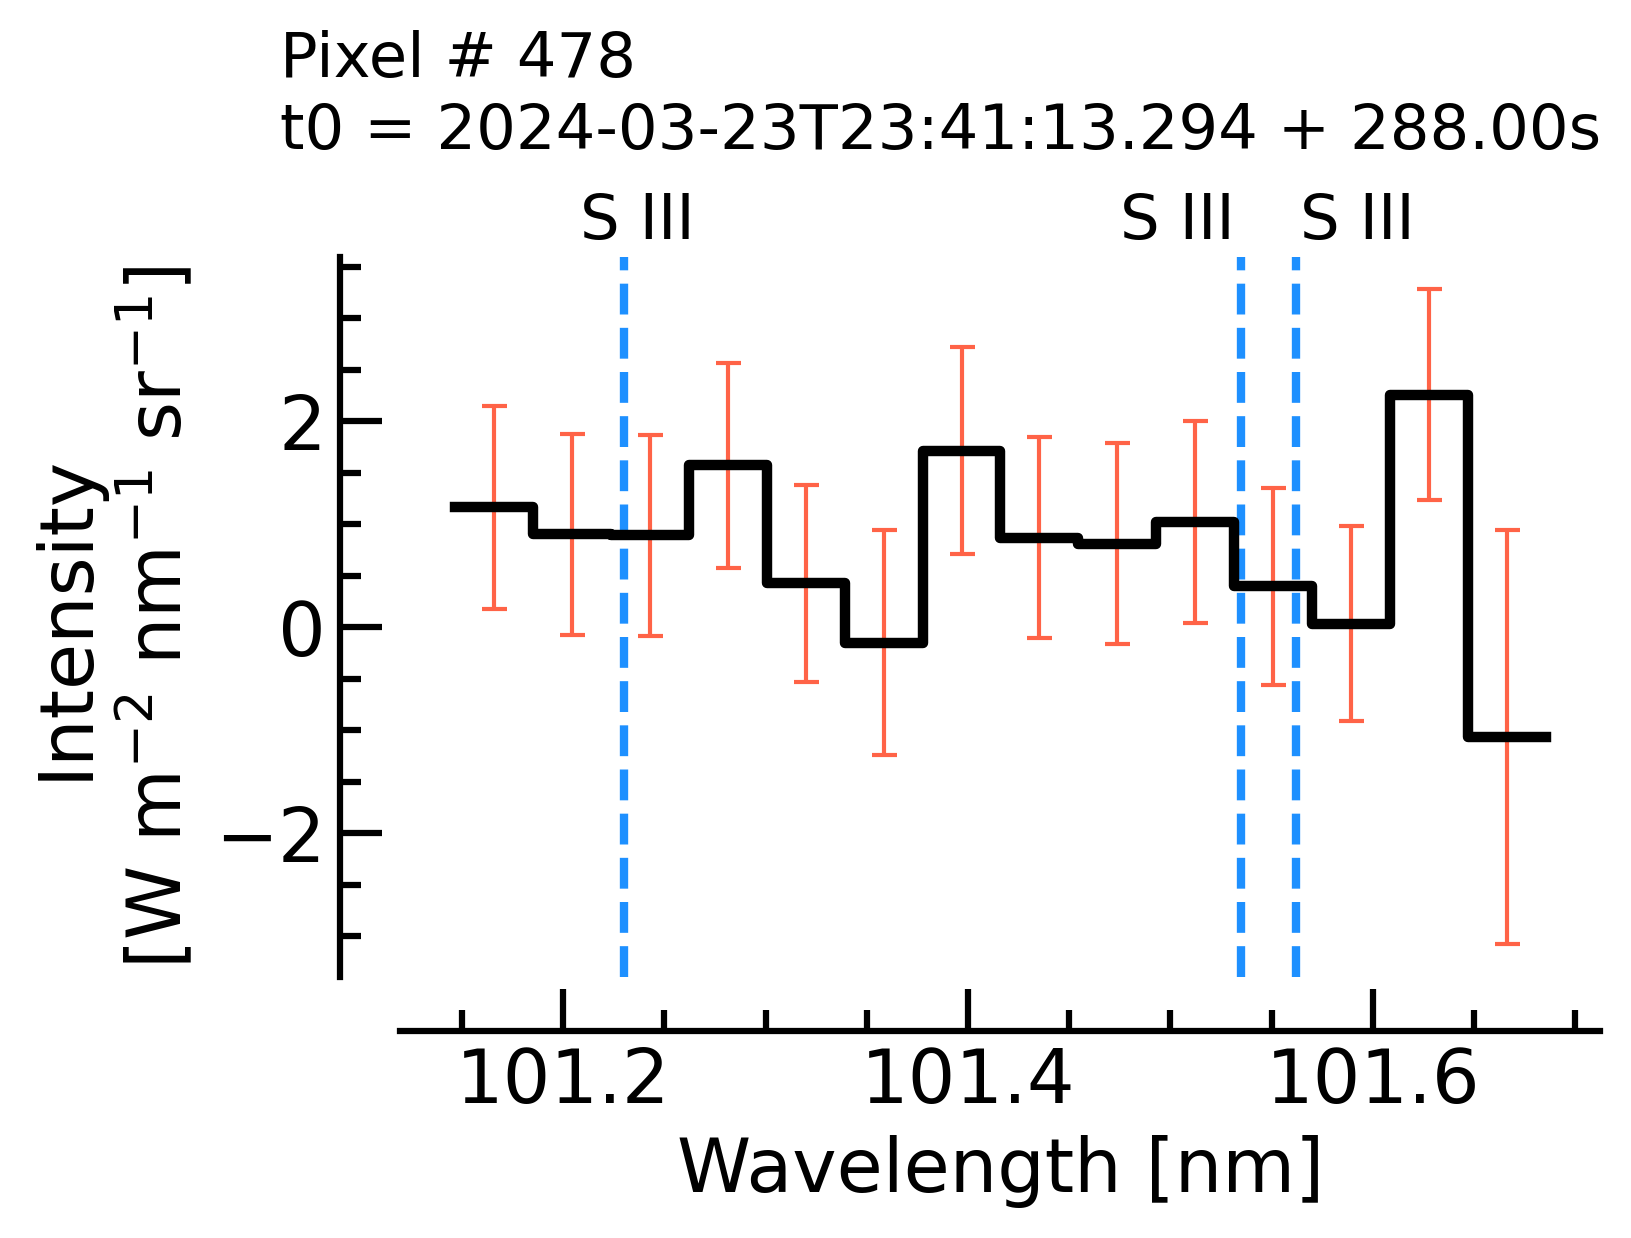 Pixel # 478
t0 = 2024-03-23T23:41:13.294 + 288.00s
S III S III S III
Intensity
[W m⁻² nm⁻¹ sr⁻¹]
2
0
−2
101.2 101.4 101.6
Wavelength [nm]